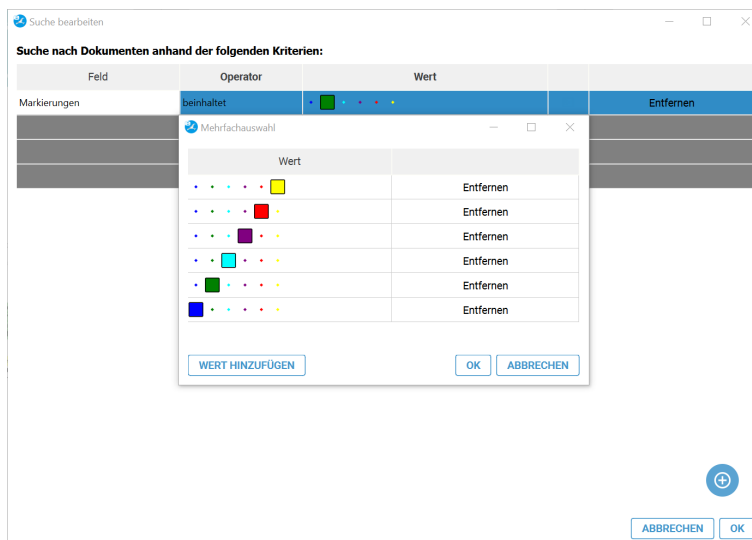 Suche bearbeiten
Suche nach Dokumenten anhand der folgenden Kriterien:
Feld Operator Wert
Markierungen beinhaltet Entfernen
Mehrfachauswahl
Wert
Entfernen
Entfernen
Entfernen
Entfernen
Entfernen
Entfernen
WERT HINZUFÜGEN OK ABBRECHEN
ABBRECHEN OK